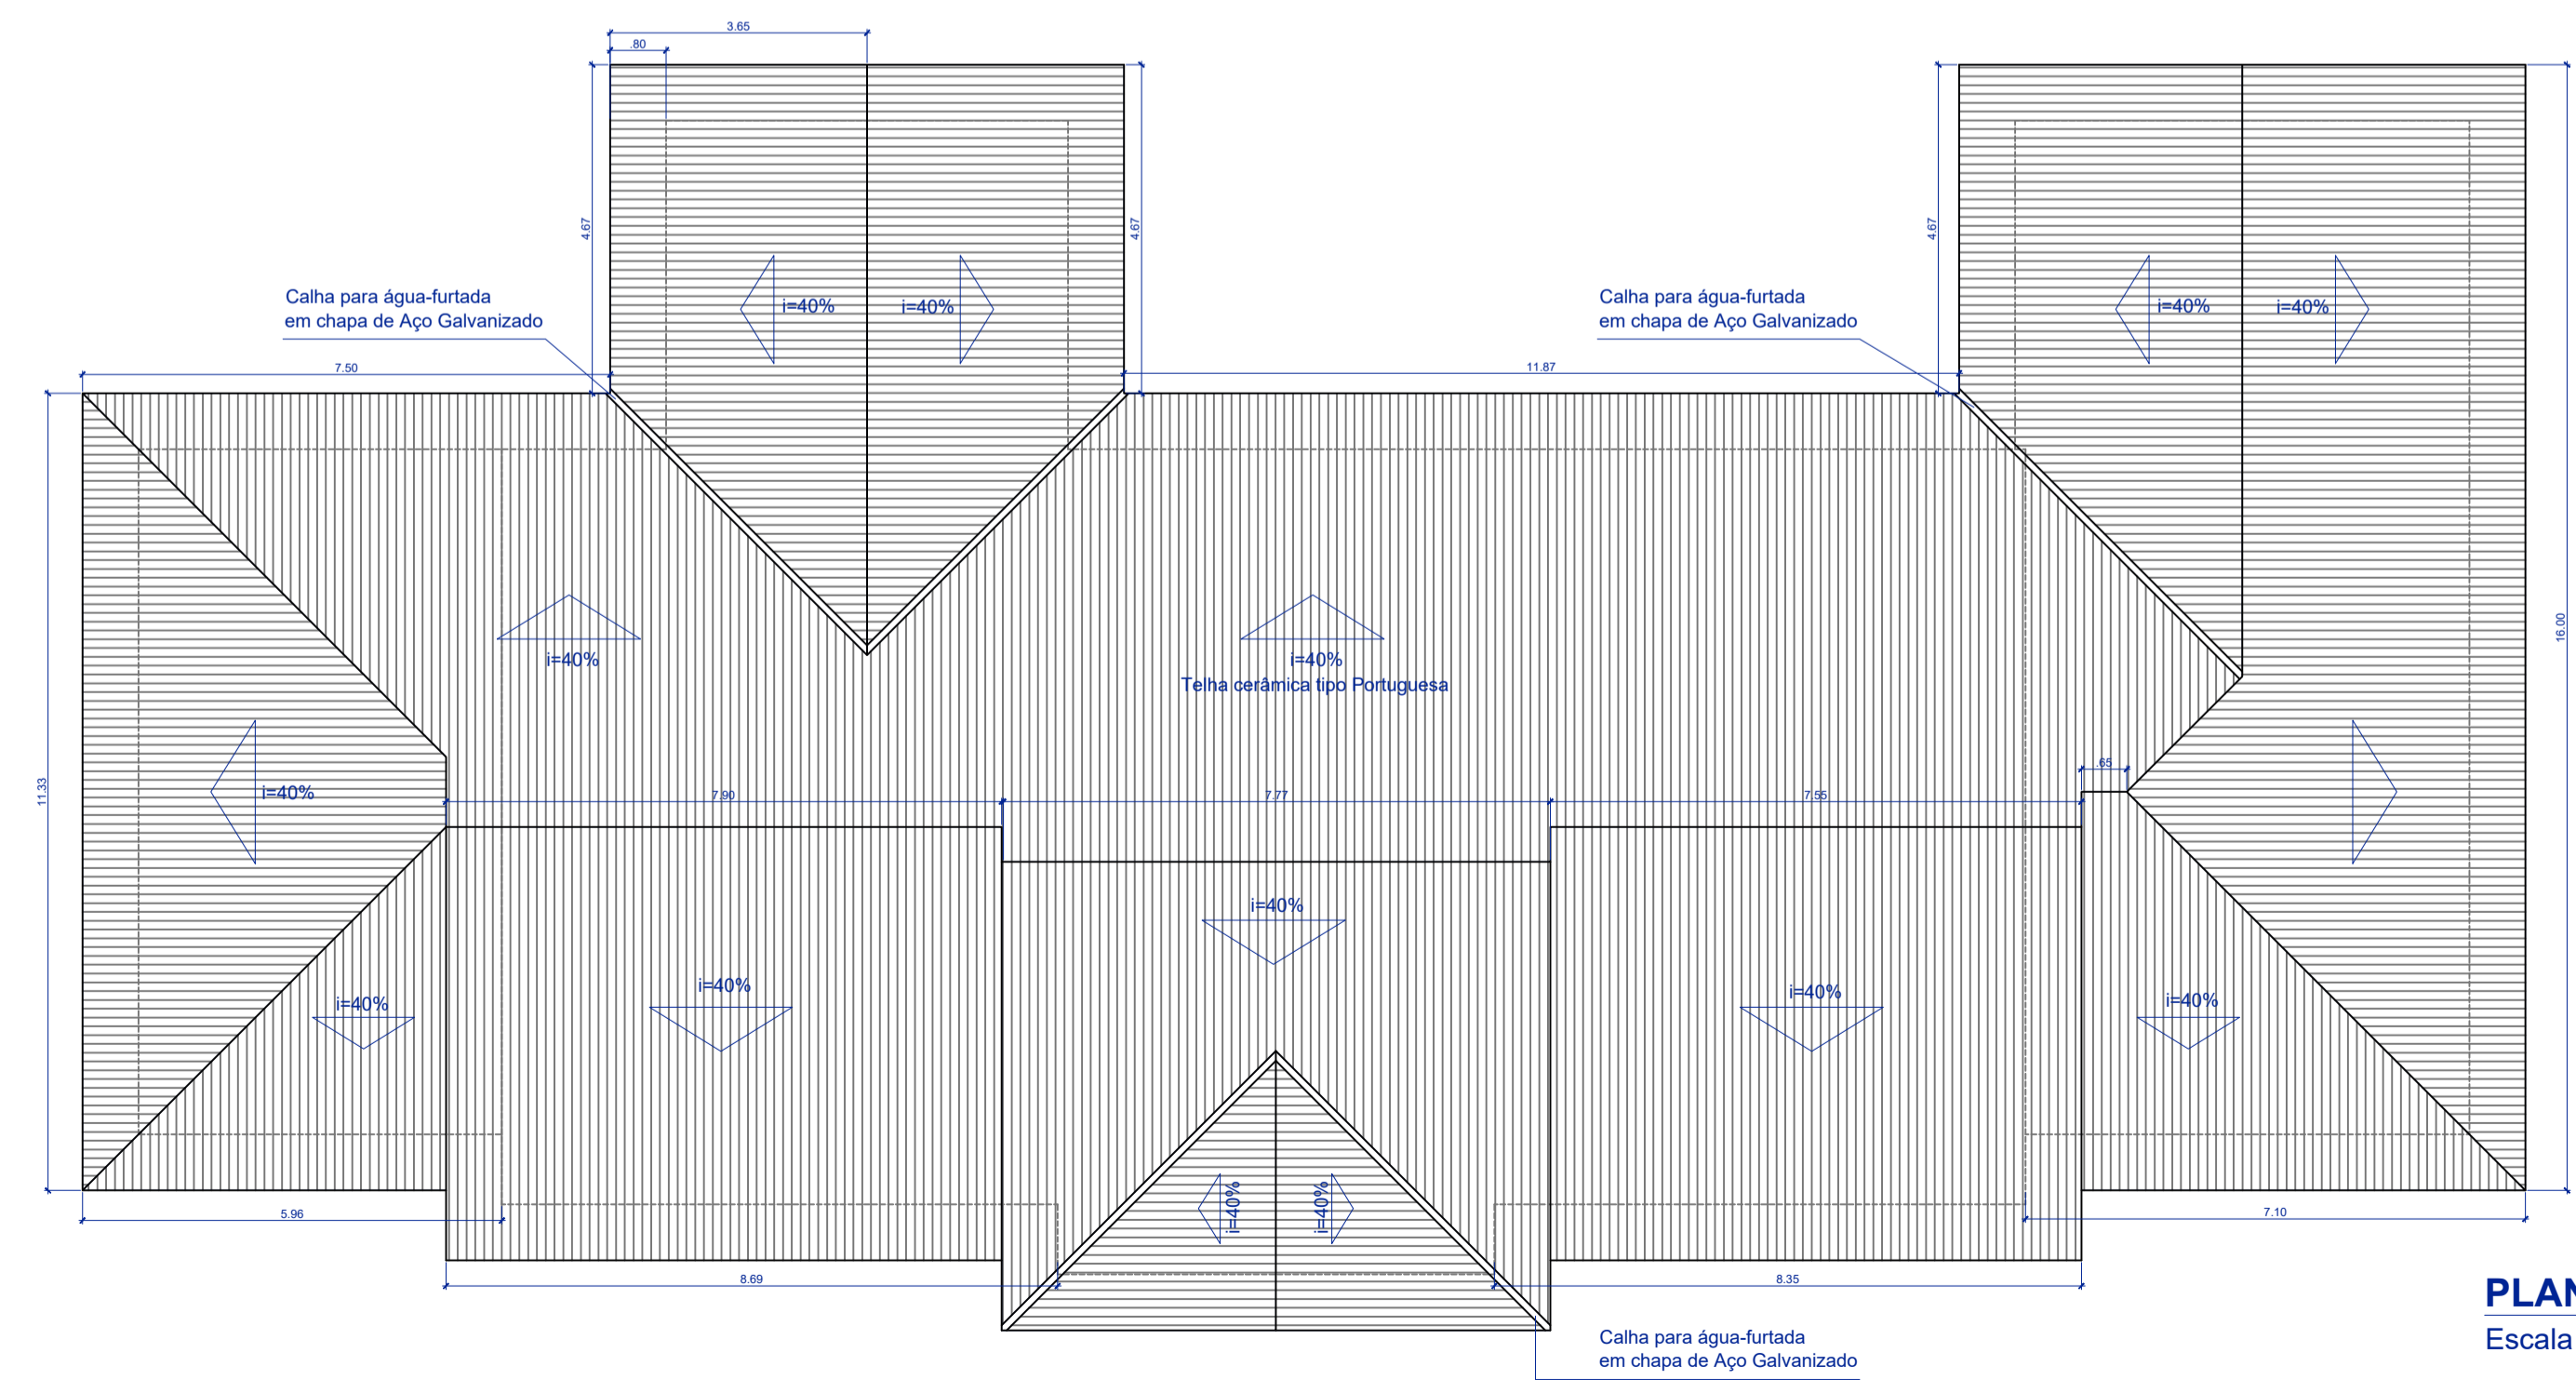 3.65
.80
4.67
4.67
4.67
i=40%
i=40%
i=40%
i=40%
Calha para água-furtada
em chapa de Aço Galvanizado
Calha para água-furtada
em chapa de Aço Galvanizado
7.50
11.87
16.00
i=40%
i=40%
Telha cerâmica tipo Portuguesa
11.33
i=40%
.65
7.90
7.77
7.55
i=40%
i=40%
i=40%
i=40%
i=40%
i=40%
i=40%
5.96
7.10
8.69
8.35
PLAN
Escala
Calha para água-furtada
em chapa de Aço Galvanizado